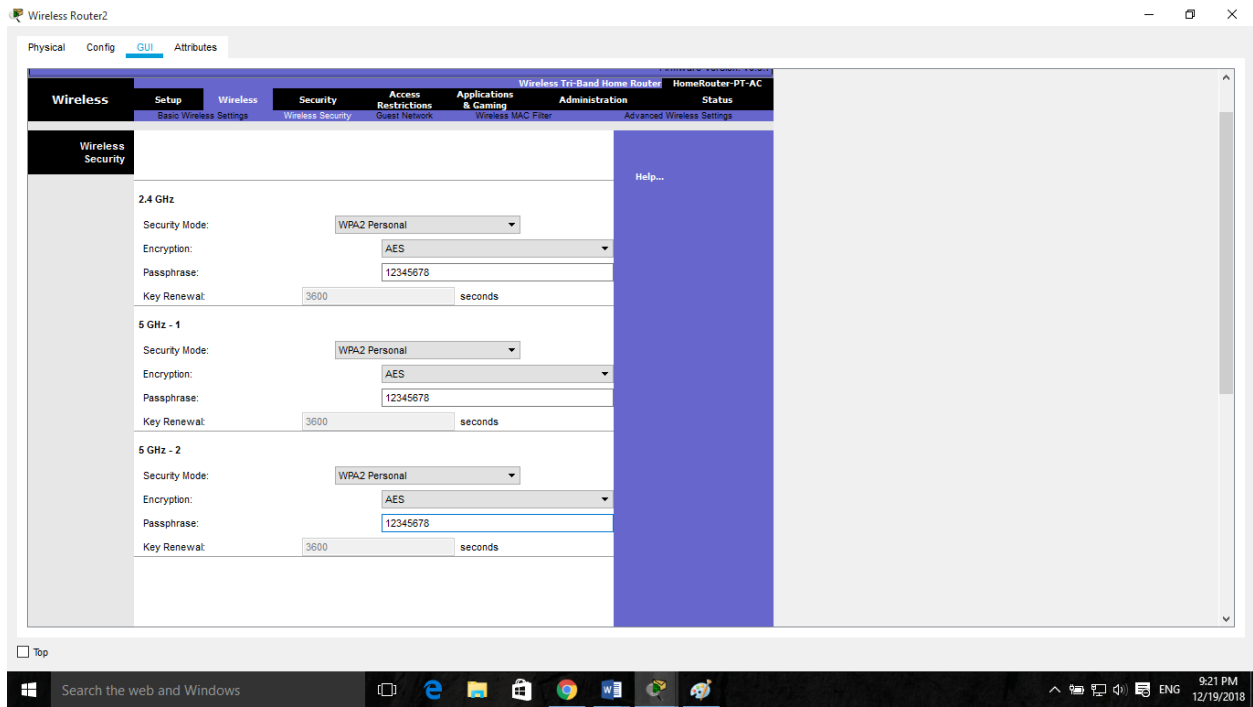 Wireless Router2
Physical Config GUI Attributes
Wireless Tri-Band Home Router HomeRouter-PT-AC
Wireless Setup Wireless Security Access Restrictions Applications & Gaming Administration Status
Basic Wireless Settings Wireless Security Guest Network Wireless MAC Filter Advanced Wireless Settings
Wireless
Security
Help...
2.4 GHz
Security Mode: WPA2 Personal
Encryption: AES
Passphrase: 12345678
Key Renewal: 3600 seconds
5 GHz - 1
Security Mode: WPA2 Personal
Encryption: AES
Passphrase: 12345678
Key Renewal: 3600 seconds
5 GHz - 2
Security Mode: WPA2 Personal
Encryption: AES
Passphrase: 12345678
Key Renewal: 3600 seconds
Top
Search the web and Windows
ENG
9:21 PM
12/19/2018